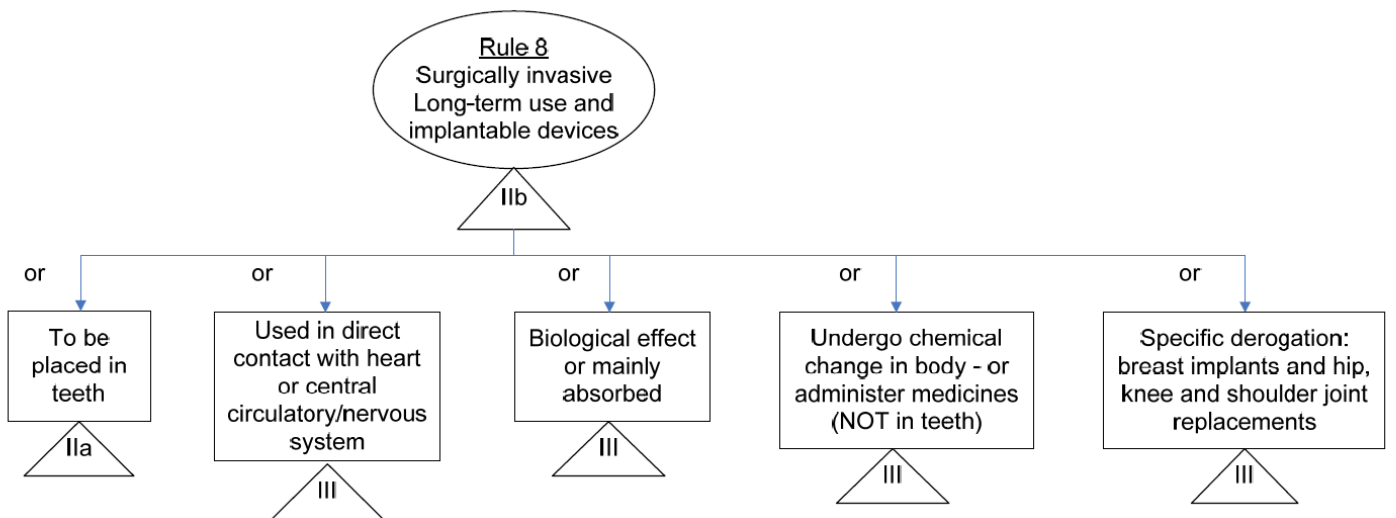 Rule 8
Surgically invasive
Long-term use and
implantable devices
IIb
or
To be
placed in
teeth
IIa
or
Used in direct
contact with heart
or central
circulatory/nervous
system
III
or
Biological effect
or mainly
absorbed
III
or
Undergo chemical
change in body - or
administer medicines
(NOT in teeth)
III
or
Specific derogation:
breast implants and hip,
knee and shoulder joint
replacements
III